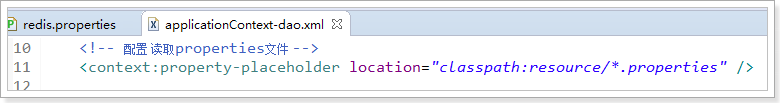 redis.properties applicationContext-dao.xml
10 <!-- 配置读取properties文件 -->
11 <context:property-placeholder location="classpath:resource/*.properties" />
12